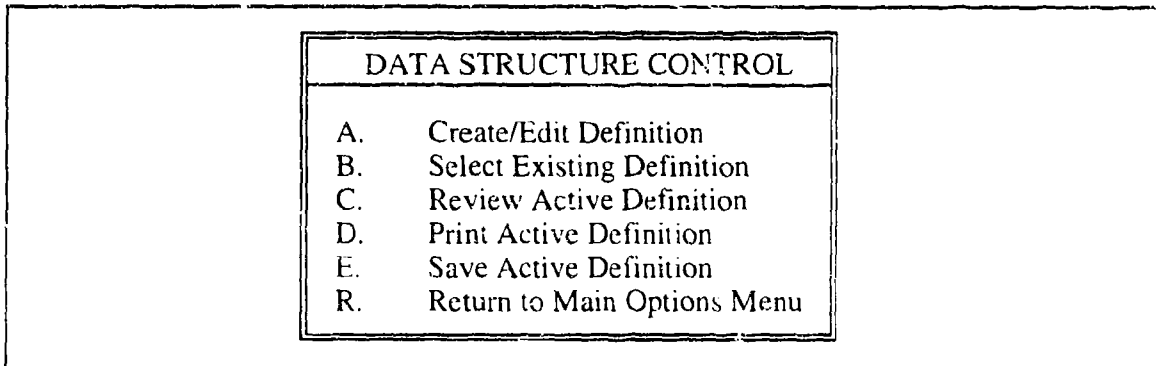 DATA STRUCTURE CONTROL
A. Create/Edit Definition
B. Select Existing Definition
C. Review Active Definition
D. Print Active Definition
E. Save Active Definition
R. Return to Main Options Menu